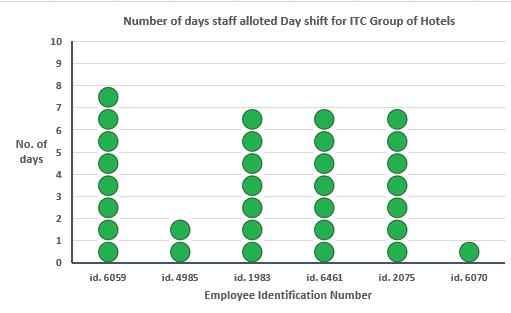 Number of days staff alloted Day shift for ITC Group of Hotels
10
9
8
7
6
5
4
3
2
1
0
No. of
days
id. 6059 id. 4985 id. 1983 id. 6461 id. 2075 id. 6070
Employee Identification Number